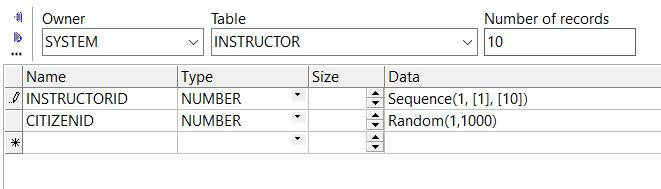 Owner Table Number of records
SYSTEM INSTRUCTOR 10
Name Type Size Data
INSTRUCTORID NUMBER Sequence(1, [1], [10])
CITIZENID NUMBER Random(1,1000)